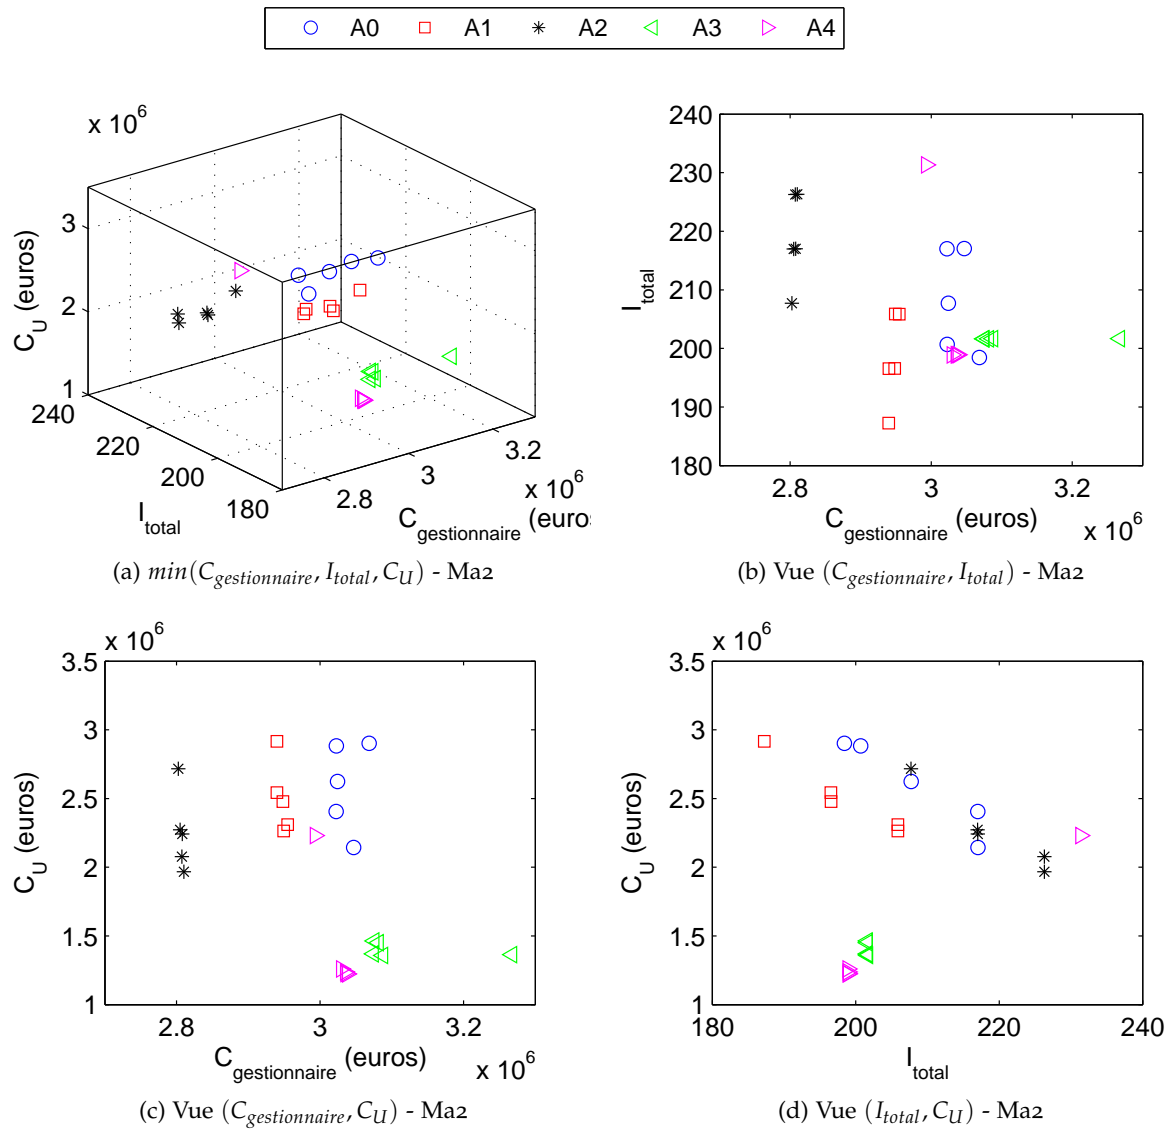 A0 A1 A2 A3 A4
x 10^6
3
2
1
C_U (euros)
240
220
200
180
I_total
2.8
3
3.2
x 10^6
C_gestionnaire (euros)
(a) min(C_gestionnaire, I_total, C_U) - Ma2
240
230
220
210
200
190
180
I_total
2.8 3 3.2
C_gestionnaire (euros)
x 10^6
(b) Vue (C_gestionnaire, I_total) - Ma2
x 10^6
3.5
3
2.5
2
1.5
1
C_U (euros)
2.8 3 3.2
C_gestionnaire (euros)
x 10^6
(c) Vue (C_gestionnaire, C_U) - Ma2
x 10^6
3.5
3
2.5
2
1.5
1
C_U (euros)
180 200 220 240
I_total
(d) Vue (I_total, C_U) - Ma2